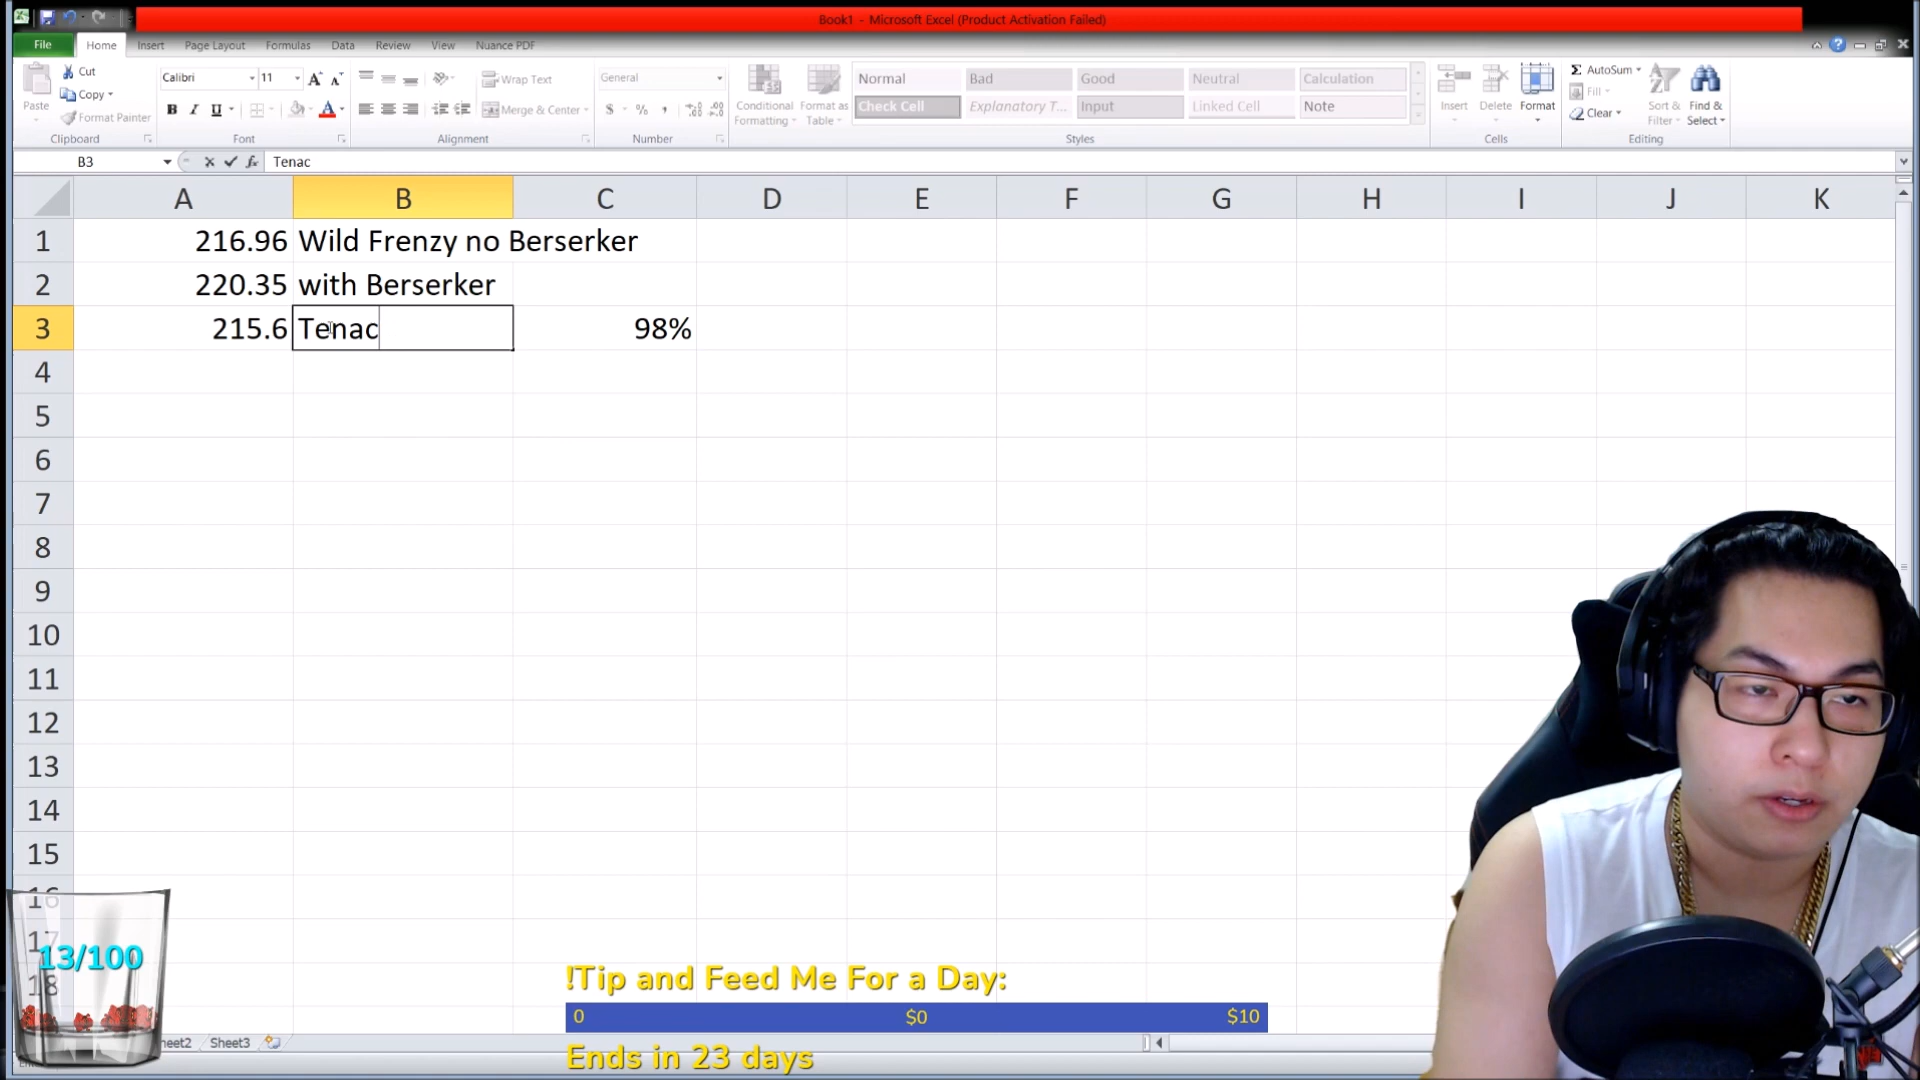 Book1 - Microsoft Excel (Product Activation Failed)
File Home Insert Page Layout Formulas Data Review View Nuance PDF
Paste Cut Copy Format Painter Clipboard
Calibri 11 A A B I U A Font
Wrap Text Merge & Center Alignment
General $ % , Number
Conditional Formatting Format as Table
Normal Bad Good Neutral Calculation
Check Cell Explanatory T... Input Linked Cell Note
Styles
Insert Delete Format Cells
Σ AutoSum Fill Clear Sort & Filter Find & Select Editing
B3 fx Tenac
A B C D E F G H I J K
1 216.96 Wild Frenzy no Berserker
2 220.35 with Berserker
3 215.6 Tenac 98%
4
5
6
7
8
9
10
11
12
13
14
15
16
17
18
13/100
!Tip and Feed Me For a Day:
0 $0 $10
Ends in 23 days
heet2 Sheet3